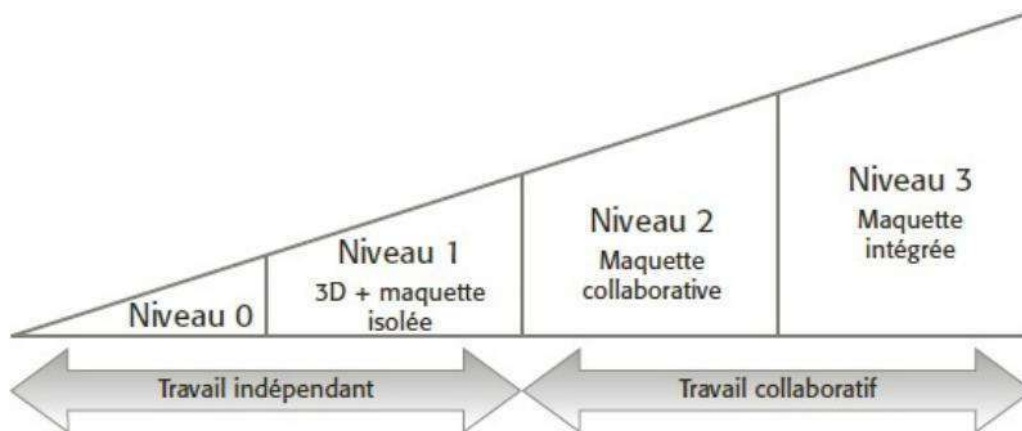 Niveau 0
Niveau 1
3D + maquette
isolée
Niveau 2
Maquette
collaborative
Niveau 3
Maquette
intégrée
Travail indépendant
Travail collaboratif